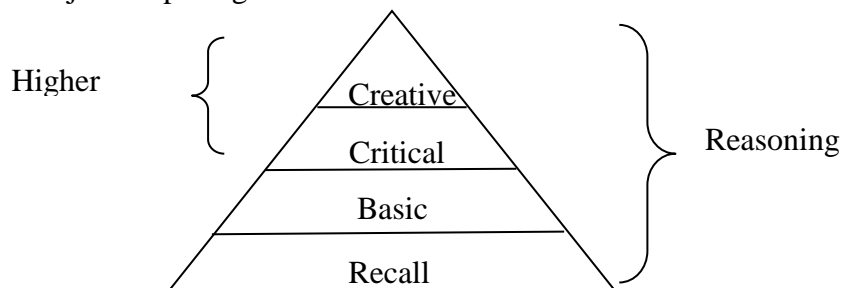 Higher
Creative
Critical
Reasoning
Basic
Recall